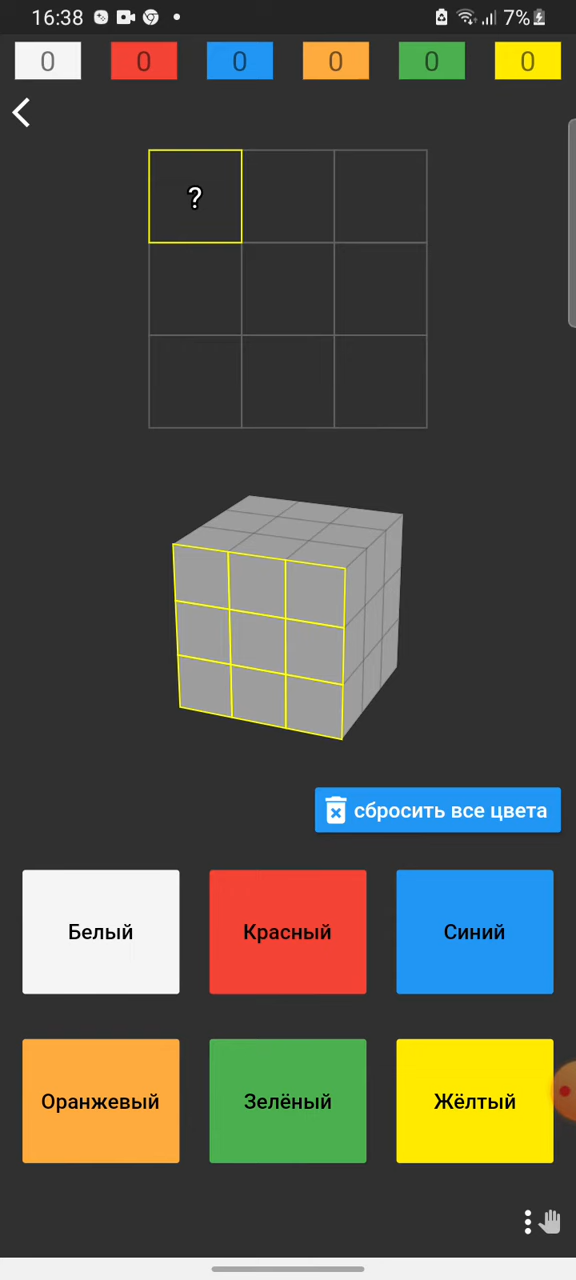 16:38 7%
0 0 0 0 0 0
?
сбросить все цвета
Белый Красный Синий
Оранжевый Зелёный Жёлтый